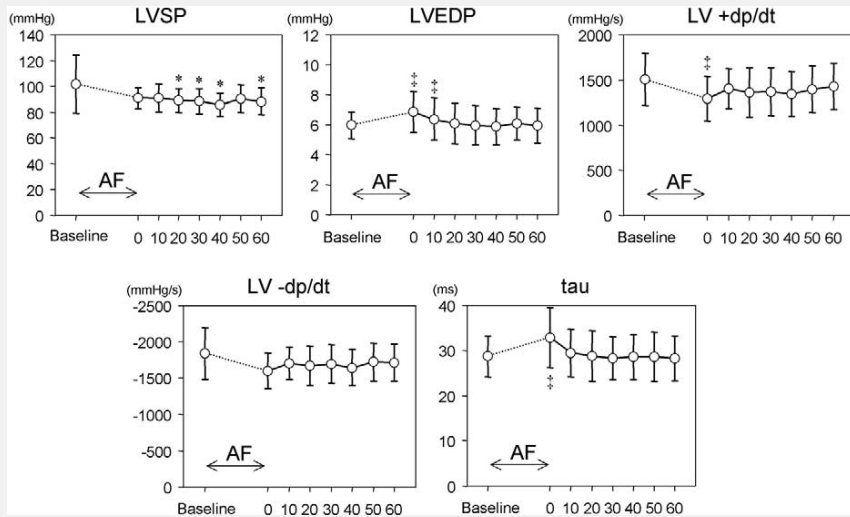 (mmHg) LVSP
140
120
100
80
60
40
20
0
* * * *
AF
Baseline 0 10 20 30 40 50 60
(mmHg) LVEDP
12
10
8
6
4
2
0
‡ ‡
AF
Baseline 0 10 20 30 40 50 60
(mmHg/s) LV +dp/dt
2000
1500
1000
500
0
‡
AF
Baseline 0 10 20 30 40 50 60
(mmHg/s) LV -dp/dt
-2500
-2000
-1500
-1000
-500
0
AF
Baseline 0 10 20 30 40 50 60
(ms) tau
40
30
20
10
0
‡
AF
Baseline 0 10 20 30 40 50 60